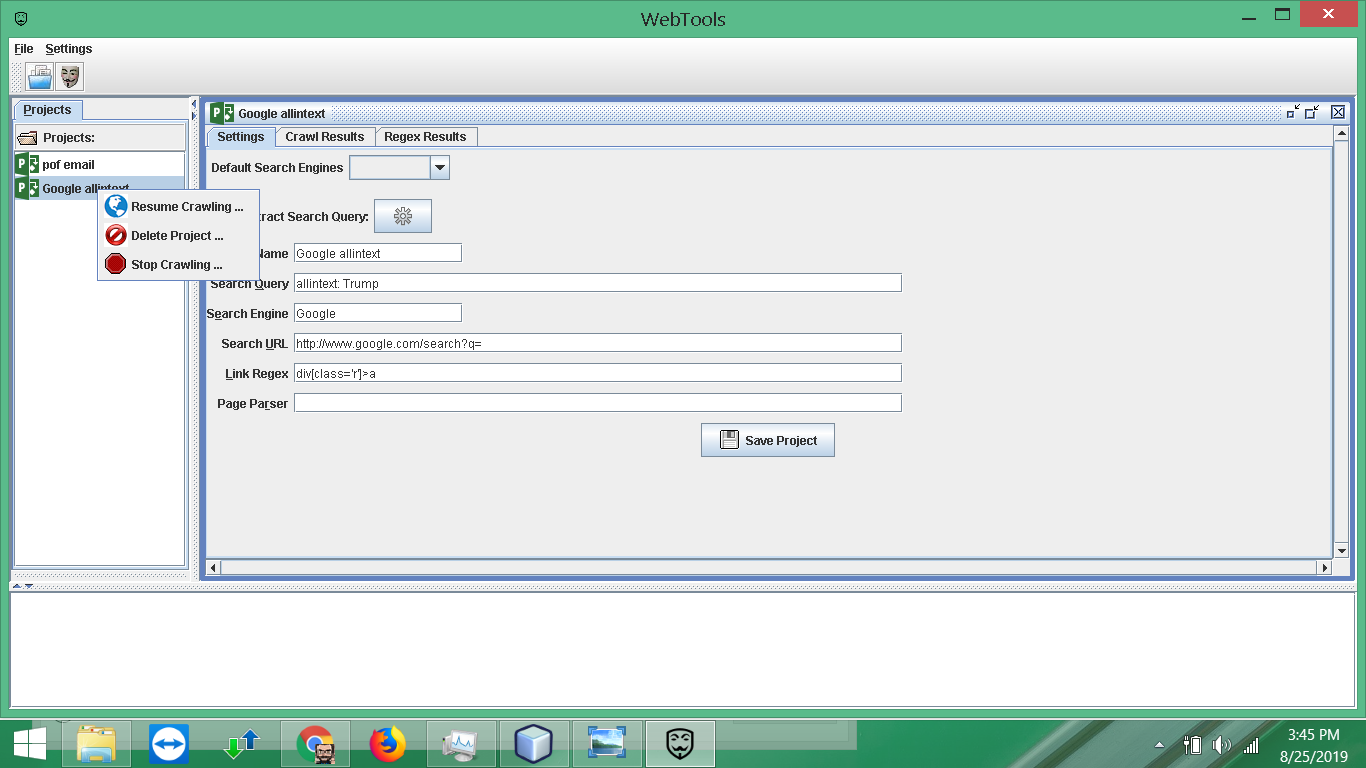 WebTools
File Settings
Projects
Projects:
pof email
Google allintext
Resume Crawling ...
Delete Project ...
Stop Crawling ...
Google allintext
Settings Crawl Results Regex Results
Default Search Engines
ract Search Query:
Name Google allintext
Search Query allintext: Trump
Search Engine Google
Search URL http://www.google.com/search?q=
Link Regex div[class='r']>a
Page Parser
Save Project
3:45 PM
8/25/2019